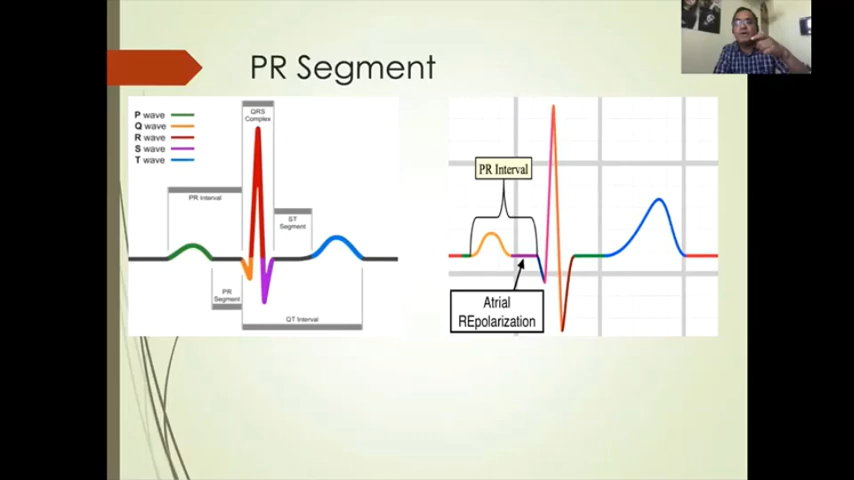 PR Segment
P wave
Q wave
R wave
S wave
T wave
QRS
Complex
PR Interval
ST
Segment
PR
Segment
QT Interval
PR Interval
Atrial
REpolarization